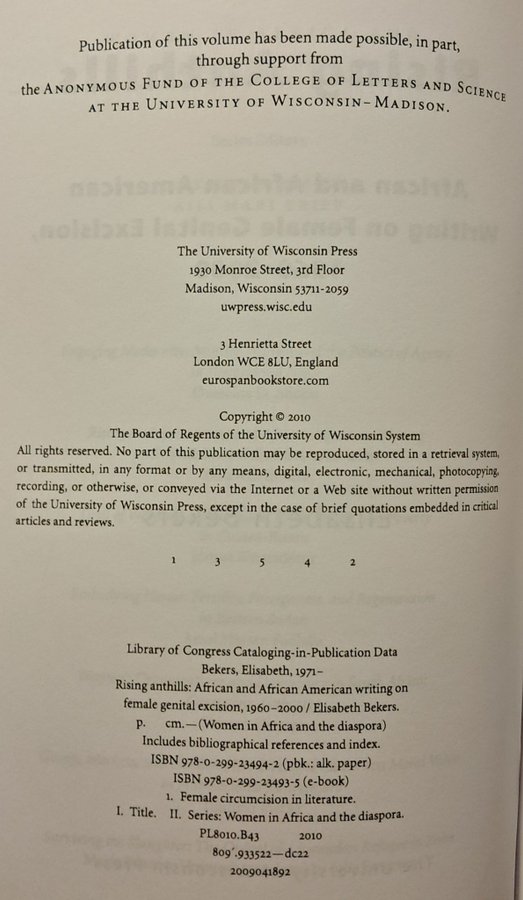 Publication of this volume has been made possible, in part,
through support from
the ANONYMOUS FUND OF THE COLLEGE OF LETTERS AND SCIENCE
AT THE UNIVERSITY OF WISCONSIN–MADISON.
The University of Wisconsin Press
1930 Monroe Street, 3rd Floor
Madison, Wisconsin 53711-2059
uwpress.wisc.edu
3 Henrietta Street
London WCE 8LU, England
eurospanbookstore.com
Copyright © 2010
The Board of Regents of the University of Wisconsin System
All rights reserved. No part of this publication may be reproduced, stored in a retrieval system,
or transmitted, in any format or by any means, digital, electronic, mechanical, photocopying,
recording, or otherwise, or conveyed via the Internet or a Web site without written permission
of the University of Wisconsin Press, except in the case of brief quotations embedded in critical
articles and reviews.
1 3 5 4 2
Library of Congress Cataloging-in-Publication Data
Bekers, Elisabeth, 1971–
Rising anthills: African and African American writing on
female genital excision, 1960–2000 / Elisabeth Bekers.
p. cm.—(Women in Africa and the diaspora)
Includes bibliographical references and index.
ISBN 978-0-299-23494-2 (pbk.: alk. paper)
ISBN 978-0-299-23493-5 (e-book)
1. Female circumcision in literature.
I. Title. II. Series: Women in Africa and the diaspora.
PL8010.B43 2010
809´.933522—dc22
2009041892